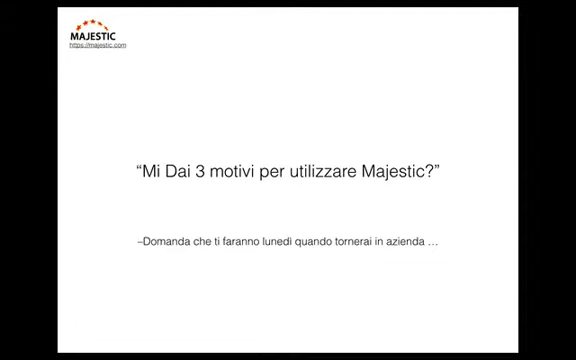 MAJESTIC
https://majestic.com
“Mi Dai 3 motivi per utilizzare Majestic?”
–Domanda che ti faranno lunedì quando tornerai in azienda …